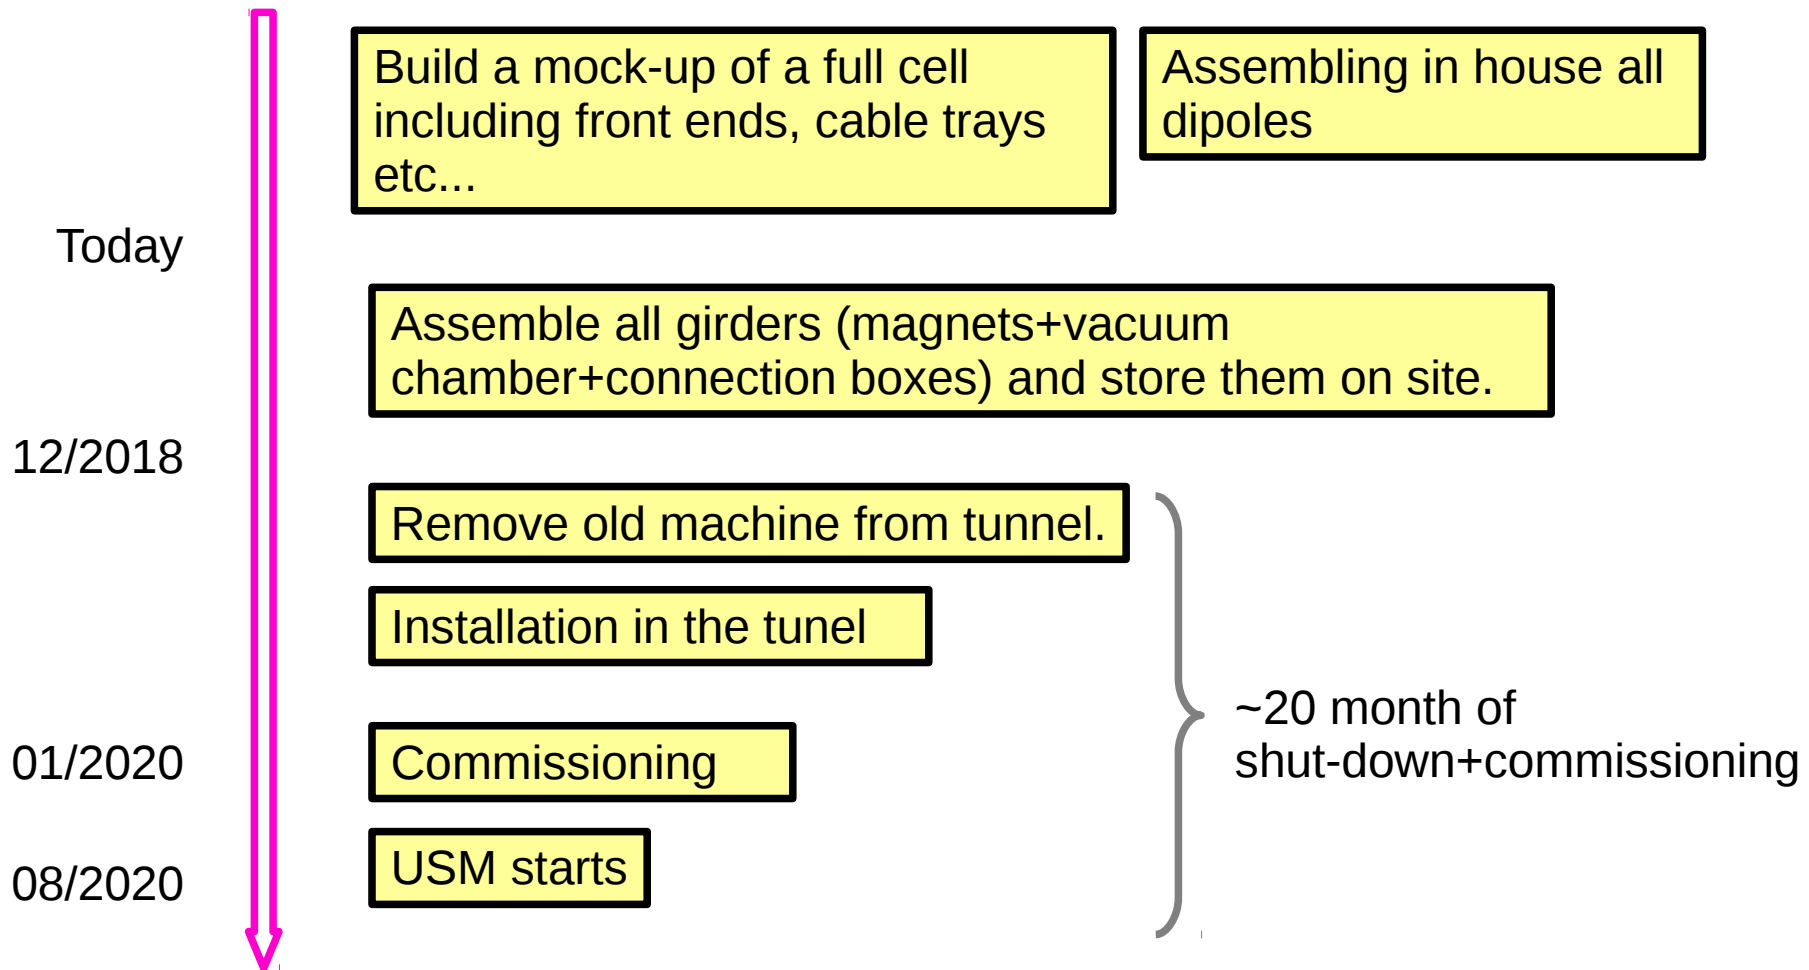 Build a mock-up of a full cell
including front ends, cable trays
etc...
Assembling in house all
dipoles
Today
Assemble all girders (magnets+vacuum
chamber+connection boxes) and store them on site.
12/2018
Remove old machine from tunnel.
Installation in the tunel
~20 month of
shut-down+commissioning
01/2020
Commissioning
08/2020
USM starts